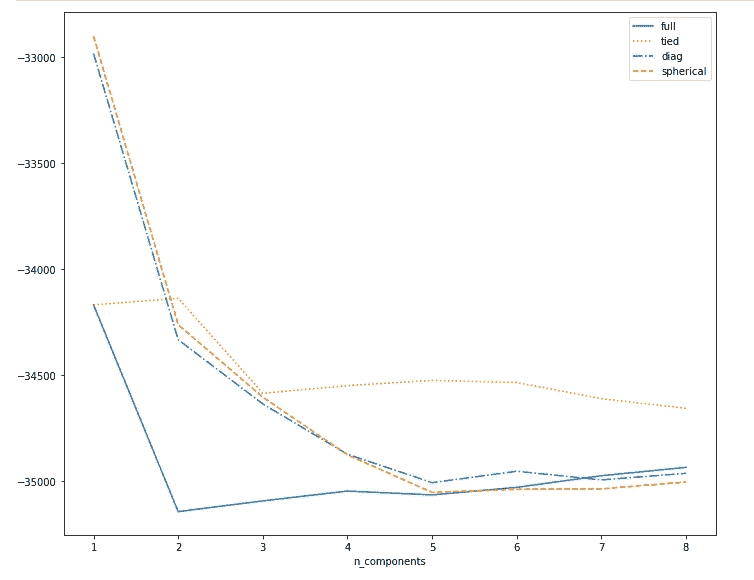 full
tied
diag
spherical
−33000
−33500
−34000
−34500
−35000
1 2 3 4 5 6 7 8
n_components